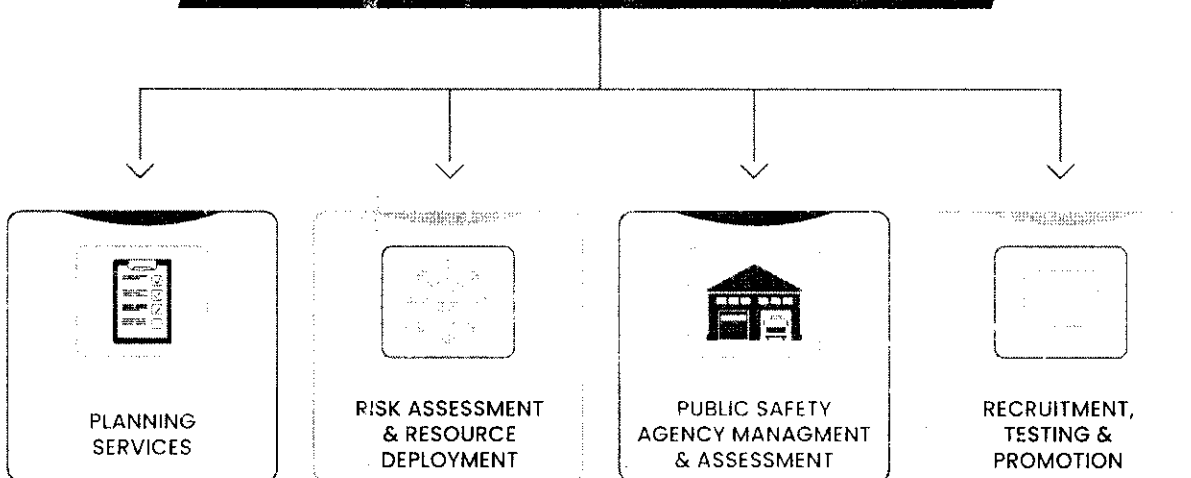 PLANNING
SERVICES
RISK ASSESSMENT
& RESOURCE
DEPLOYMENT
PUBLIC SAFETY
AGENCY MANAGMENT
& ASSESSMENT
RECRUITMENT,
TESTING &
PROMOTION